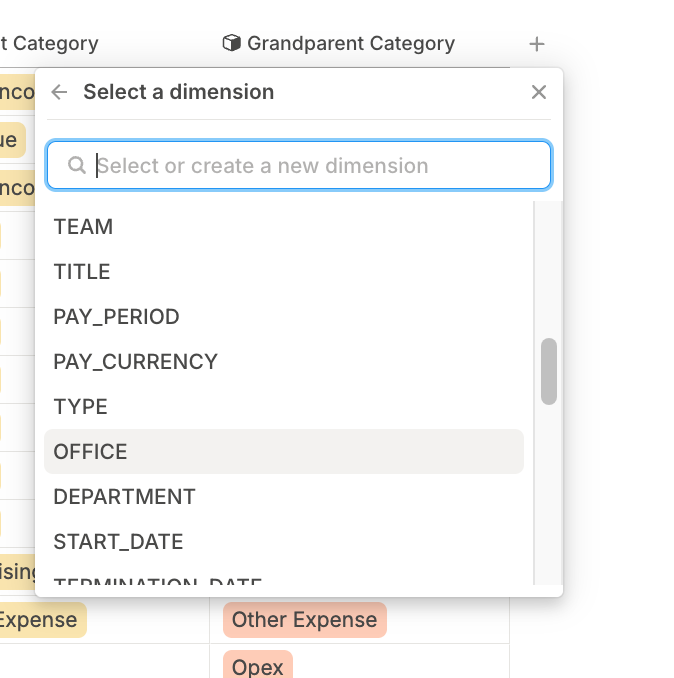 t Category
Grandparent Category
Select a dimension
nco
ue
Select or create a new dimension
nco
TEAM
TITLE
PAY_PERIOD
PAY_CURRENCY
TYPE
OFFICE
DEPARTMENT
START_DATE
ising
TERMINATION_DATE
Expense
Other Expense
Opex